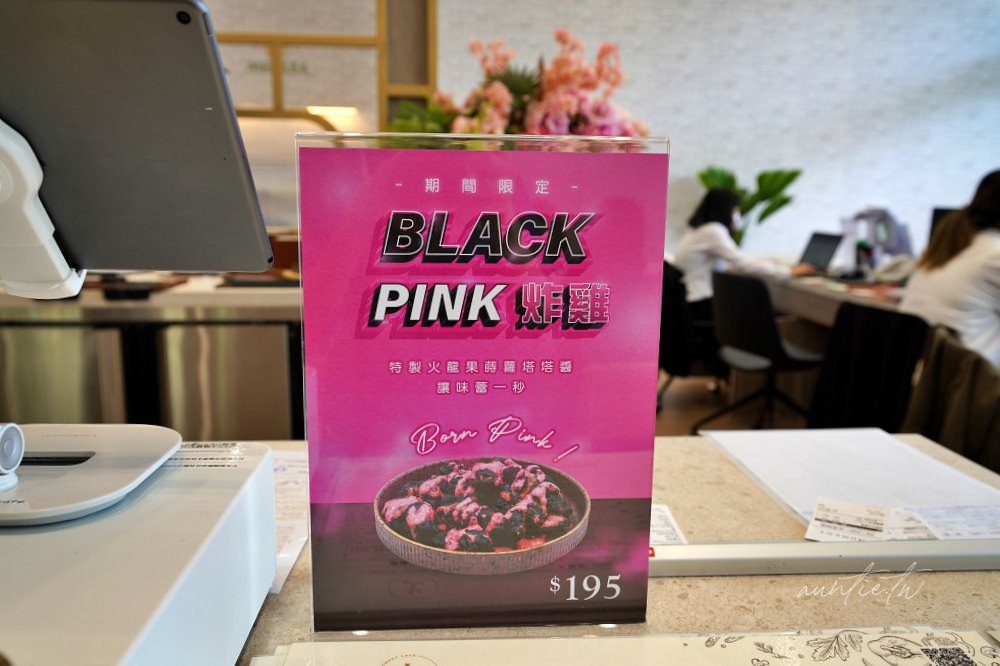 - 期間限定 -
BLACK
PINK 炸雞
特製火龍果蒔蘿塔塔醬
讓味蕾一秒
Born Pink!
$195
auntie.tw